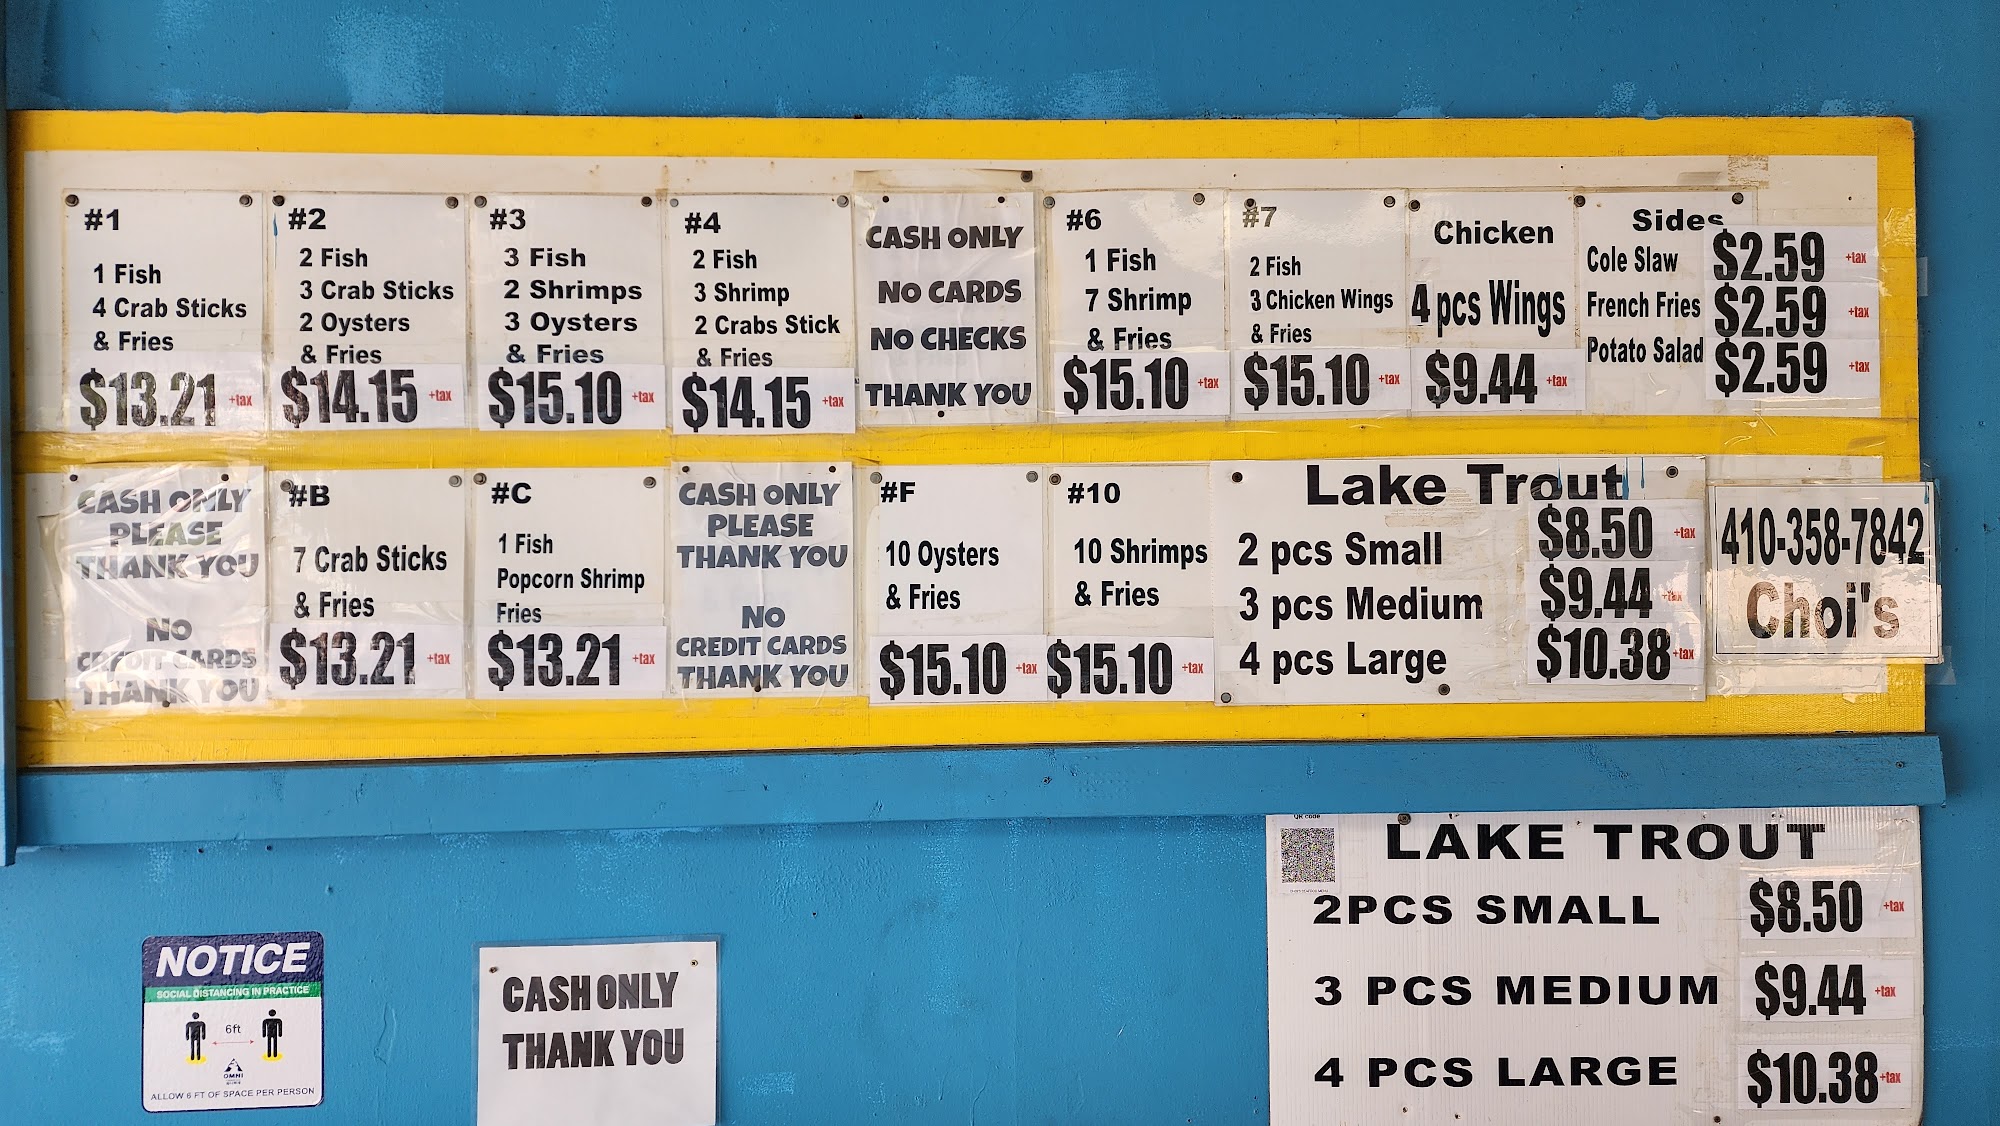 #1
1 Fish
4 Crab Sticks
& Fries
$13.21 +tax
#2
2 Fish
3 Crab Sticks
2 Oysters
& Fries
$14.15 +tax
#3
3 Fish
2 Shrimps
3 Oysters
& Fries
$15.10 +tax
#4
2 Fish
3 Shrimp
2 Crabs Stick
& Fries
$14.15 +tax
CASH ONLY
NO CARDS
NO CHECKS
THANK YOU
#6
1 Fish
7 Shrimp
& Fries
$15.10 +tax
#7
2 Fish
3 Chicken Wings
& Fries
$15.10 +tax
Chicken
4 pcs Wings
$9.44 +tax
Sides
Cole Slaw $2.59 +tax
French Fries $2.59 +tax
Potato Salad $2.59 +tax
CASH ONLY
PLEASE
THANK YOU
NO
CREDIT CARDS
THANK YOU
#B
7 Crab Sticks
& Fries
$13.21 +tax
#C
1 Fish
Popcorn Shrimp
Fries
$13.21 +tax
CASH ONLY
PLEASE
THANK YOU
NO
CREDIT CARDS
THANK YOU
#F
10 Oysters
& Fries
$15.10 +tax
#10
10 Shrimps
& Fries
$15.10 +tax
Lake Trout
2 pcs Small $8.50 +tax
3 pcs Medium $9.44 +tax
4 pcs Large $10.38 +tax
410-358-7842
Choi's
NOTICE
SOCIAL DISTANCING IN PRACTICE
6ft
OMNI
ALLOW 6 FT OF SPACE PER PERSON
CASH ONLY
THANK YOU
QR code
LAKE TROUT
2PCS SMALL $8.50 +tax
3 PCS MEDIUM $9.44 +tax
4 PCS LARGE $10.38 +tax